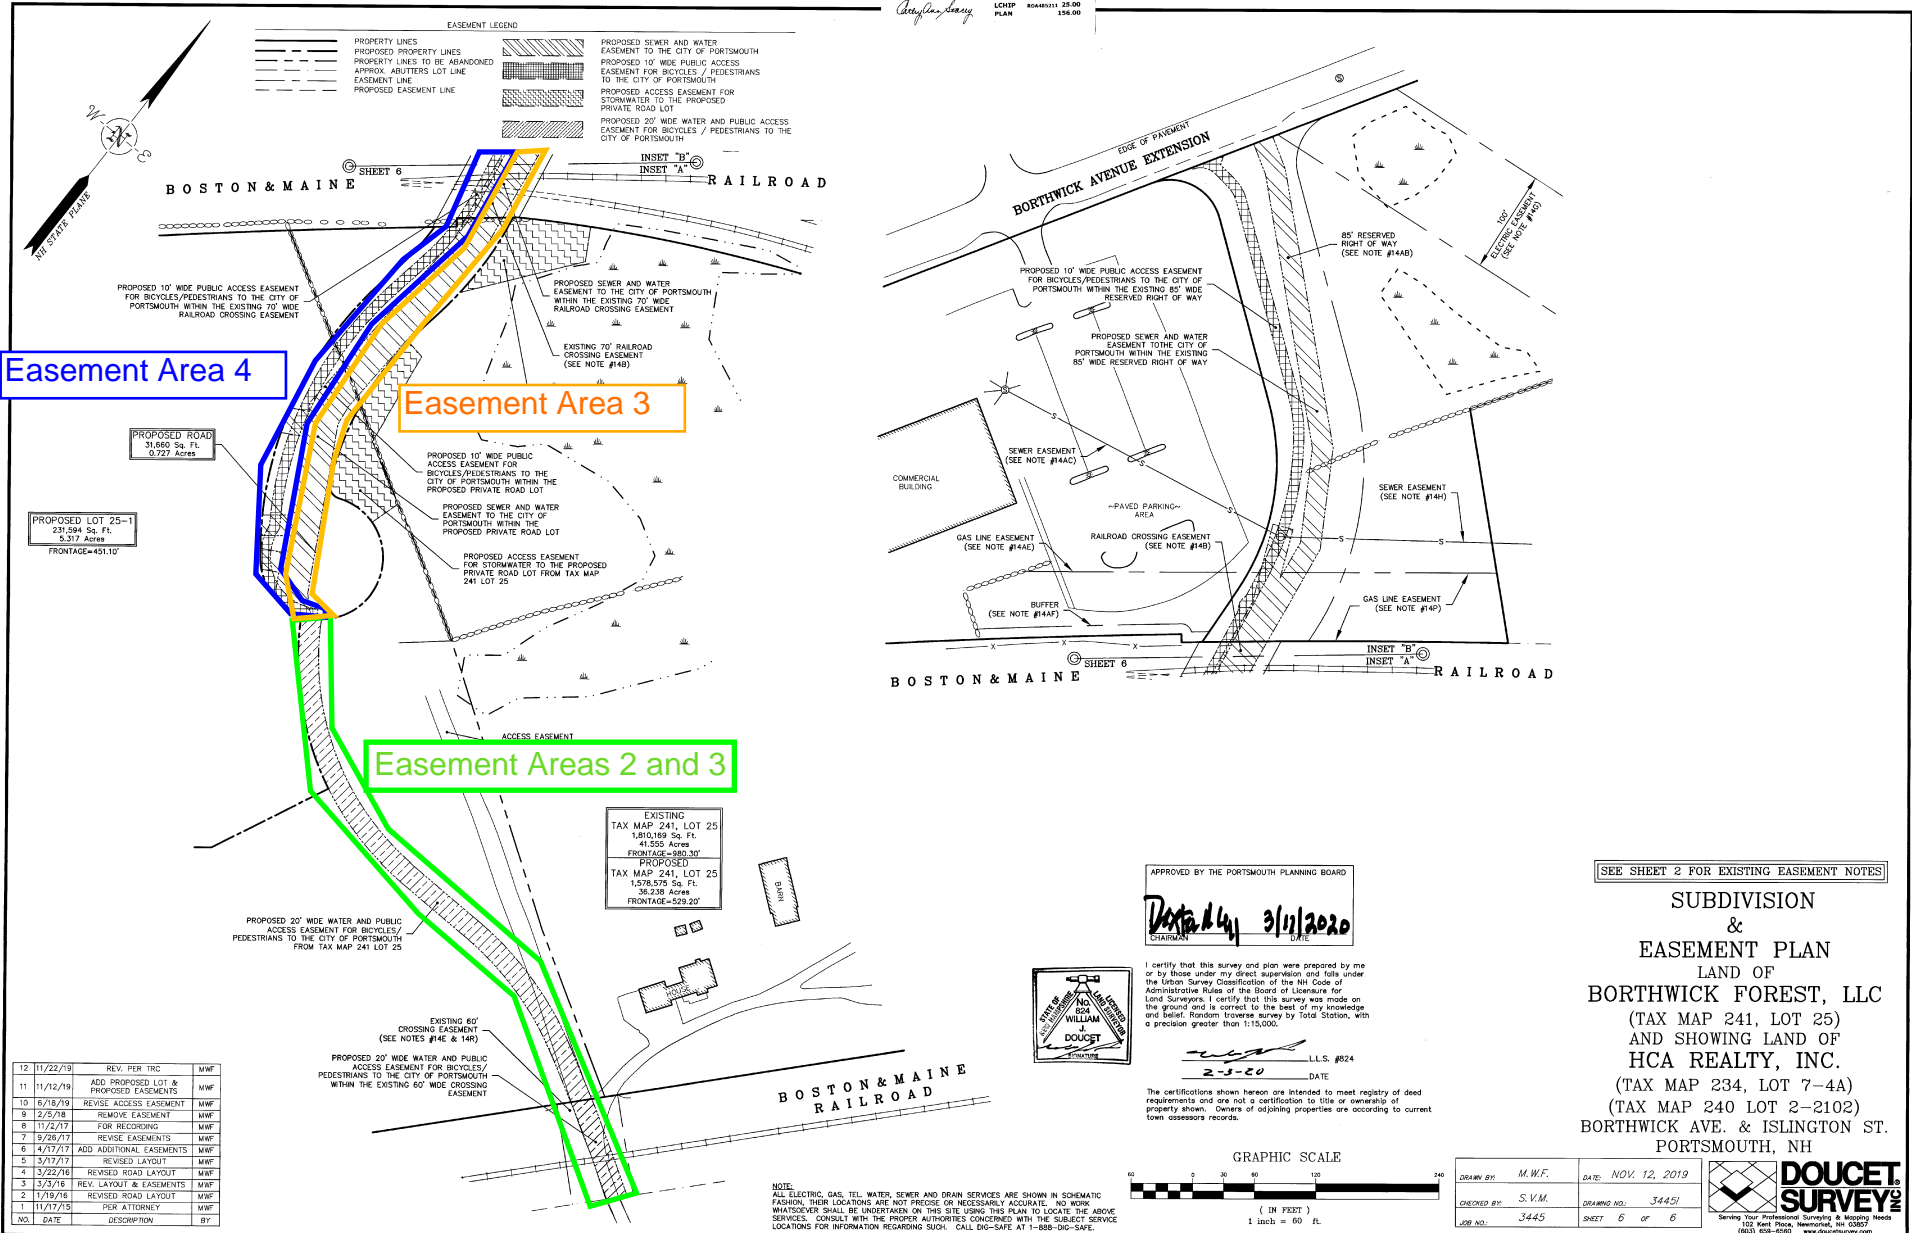 LCHIP ROA485211 25.00
PLAN 156.00
EASEMENT LEGEND
PROPERTY LINES
PROPOSED PROPERTY LINES
PROPERTY LINES TO BE ABANDONED
APPROX. ABUTTERS LOT LINE
EASEMENT LINE
PROPOSED EASEMENT LINE
PROPOSED SEWER AND WATER
EASEMENT TO THE CITY OF PORTSMOUTH
PROPOSED 10' WIDE PUBLIC ACCESS
EASEMENT FOR BICYCLES / PEDESTRIANS
TO THE CITY OF PORTSMOUTH
PROPOSED ACCESS EASEMENT FOR
STORMWATER TO THE PROPOSED
PRIVATE ROAD LOT
PROPOSED 20' WIDE WATER AND PUBLIC ACCESS
EASEMENT FOR BICYCLES / PEDESTRIANS TO THE
CITY OF PORTSMOUTH
W
N
E
S
NH STATE PLANE
SHEET 6
INSET "B"
INSET "A"
BOSTON & MAINE
RAILROAD
PROPOSED 10' WIDE PUBLIC ACCESS EASEMENT
FOR BICYCLES/PEDESTRIANS TO THE CITY OF
PORTSMOUTH WITHIN THE EXISTING 70' WIDE
RAILROAD CROSSING EASEMENT
PROPOSED SEWER AND WATER
EASEMENT TO THE CITY OF PORTSMOUTH
WITHIN THE EXISTING 70' WIDE
RAILROAD CROSSING EASEMENT
EXISTING 70' RAILROAD
CROSSING EASEMENT
(SEE NOTE #14B)
Easement Area 4
Easement Area 3
PROPOSED ROAD
31,660 Sq. Ft.
0.727 Acres
PROPOSED LOT 25-1
231,594 Sq. Ft.
5.317 Acres
FRONTAGE=451.10'
PROPOSED 10' WIDE PUBLIC
ACCESS EASEMENT FOR
BICYCLES/PEDESTRIANS TO THE
CITY OF PORTSMOUTH WITHIN THE
PROPOSED PRIVATE ROAD LOT
PROPOSED SEWER AND WATER
EASEMENT TO THE CITY OF
PORTSMOUTH WITHIN THE
PROPOSED PRIVATE ROAD LOT
PROPOSED ACCESS EASEMENT
FOR STORMWATER TO THE PROPOSED
PRIVATE ROAD LOT FROM TAX MAP
241 LOT 25
ACCESS EASEMENT
Easement Areas 2 and 3
EXISTING
TAX MAP 241, LOT 25
1,810,169 Sq. Ft.
41.555 Acres
FRONTAGE=980.30'
PROPOSED
TAX MAP 241, LOT 25
1,578,575 Sq. Ft.
36.238 Acres
FRONTAGE=529.20'
BARN
HOUSE
PROPOSED 20' WIDE WATER AND PUBLIC
ACCESS EASEMENT FOR BICYCLES/
PEDESTRIANS TO THE CITY OF PORTSMOUTH
FROM TAX MAP 241 LOT 25
EXISTING 60'
CROSSING EASEMENT
(SEE NOTES #14E & 14R)
PROPOSED 20' WIDE WATER AND PUBLIC
ACCESS EASEMENT FOR BICYCLES/
PEDESTRIANS TO THE CITY OF PORTSMOUTH
WITHIN THE EXISTING 60' WIDE CROSSING
EASEMENT
BOSTON & MAINE
RAILROAD
EDGE OF PAVEMENT
BORTHWICK AVENUE EXTENSION
100'
ELECTRIC EASEMENT
(SEE NOTE #14G)
85' RESERVED
RIGHT OF WAY
(SEE NOTE #14AB)
PROPOSED 10' WIDE PUBLIC ACCESS EASEMENT
FOR BICYCLES/PEDESTRIANS TO THE CITY OF
PORTSMOUTH WITHIN THE EXISTING 85' WIDE
RESERVED RIGHT OF WAY
PROPOSED SEWER AND WATER
EASEMENT TOTHE CITY OF
PORTSMOUTH WITHIN THE EXISTING
85' WIDE RESERVED RIGHT OF WAY
SEWER EASEMENT
(SEE NOTE #14AC)
COMMERCIAL
BUILDING
~PAVED PARKING~
AREA
SEWER EASEMENT
(SEE NOTE #14H)
GAS LINE EASEMENT
(SEE NOTE #14AE)
RAILROAD CROSSING EASEMENT
(SEE NOTE #14B)
BUFFER
(SEE NOTE #14AF)
GAS LINE EASEMENT
(SEE NOTE #14P)
SHEET 6
INSET "B"
INSET "A"
BOSTON & MAINE
RAILROAD
APPROVED BY THE PORTSMOUTH PLANNING BOARD
3/17/2020
CHAIRMAN DATE
STATE OF NEW HAMPSHIRE
LICENSED LAND SURVEYOR
No.
824
WILLIAM
J.
DOUCET
SIGNATURE
I certify that this survey and plan were prepared by me
or by those under my direct supervision and falls under
the Urban Survey Classification of the NH Code of
Administrative Rules of the Board of Licensure for
Land Surveyors. I certify that this survey was made on
the ground and is correct to the best of my knowledge
and belief. Random traverse survey by Total Station, with
a precision greater than 1:15,000.
L.L.S. #824
2-3-20 DATE
The certifications shown hereon are intended to meet registry of deed
requirements and are not a certification to title or ownership of
property shown. Owners of adjoining properties are according to current
town assessors records.
GRAPHIC SCALE
60 0 30 60 120 240
( IN FEET )
1 inch = 60 ft.
NOTE:
ALL ELECTRIC, GAS, TEL. WATER, SEWER AND DRAIN SERVICES ARE SHOWN IN SCHEMATIC
FASHION, THEIR LOCATIONS ARE NOT PRECISE OR NECESSARILY ACCURATE. NO WORK
WHATSOEVER SHALL BE UNDERTAKEN ON THIS SITE USING THIS PLAN TO LOCATE THE ABOVE
SERVICES. CONSULT WITH THE PROPER AUTHORITIES CONCERNED WITH THE SUBJECT SERVICE
LOCATIONS FOR INFORMATION REGARDING SUCH. CALL DIG-SAFE AT 1-888-DIG-SAFE.
12 11/22/19 REV. PER TRC MWF
11 11/12/19 ADD PROPOSED LOT & PROPOSED EASEMENTS MWF
10 6/18/19 REVISE ACCESS EASEMENT MWF
9 2/5/18 REMOVE EASEMENT MWF
8 11/2/17 FOR RECORDING MWF
7 9/26/17 REVISE EASEMENTS MWF
6 4/17/17 ADD ADDITIONAL EASEMENTS MWF
5 3/17/17 REVISED LAYOUT MWF
4 3/22/16 REVISED ROAD LAYOUT MWF
3 3/3/16 REV. LAYOUT & EASEMENTS MWF
2 1/19/16 REVISED ROAD LAYOUT MWF
1 11/17/15 PER ATTORNEY MWF
NO. DATE DESCRIPTION BY
SEE SHEET 2 FOR EXISTING EASEMENT NOTES
SUBDIVISION
&
EASEMENT PLAN
LAND OF
BORTHWICK FOREST, LLC
(TAX MAP 241, LOT 25)
AND SHOWING LAND OF
HCA REALTY, INC.
(TAX MAP 234, LOT 7-4A)
(TAX MAP 240 LOT 2-2102)
BORTHWICK AVE. & ISLINGTON ST.
PORTSMOUTH, NH
DRAWN BY: M.W.F. DATE: NOV. 12, 2019
CHECKED BY: S.V.M. DRAWING NO.: 3445I
JOB NO.: 3445 SHEET 6 OF 6
DOUCET
SURVEY INC
Serving Your Professional Surveying & Mapping Needs
102 Kent Place, Newmarket, NH 03857
(603) 659-6560 www.doucetsurvey.com